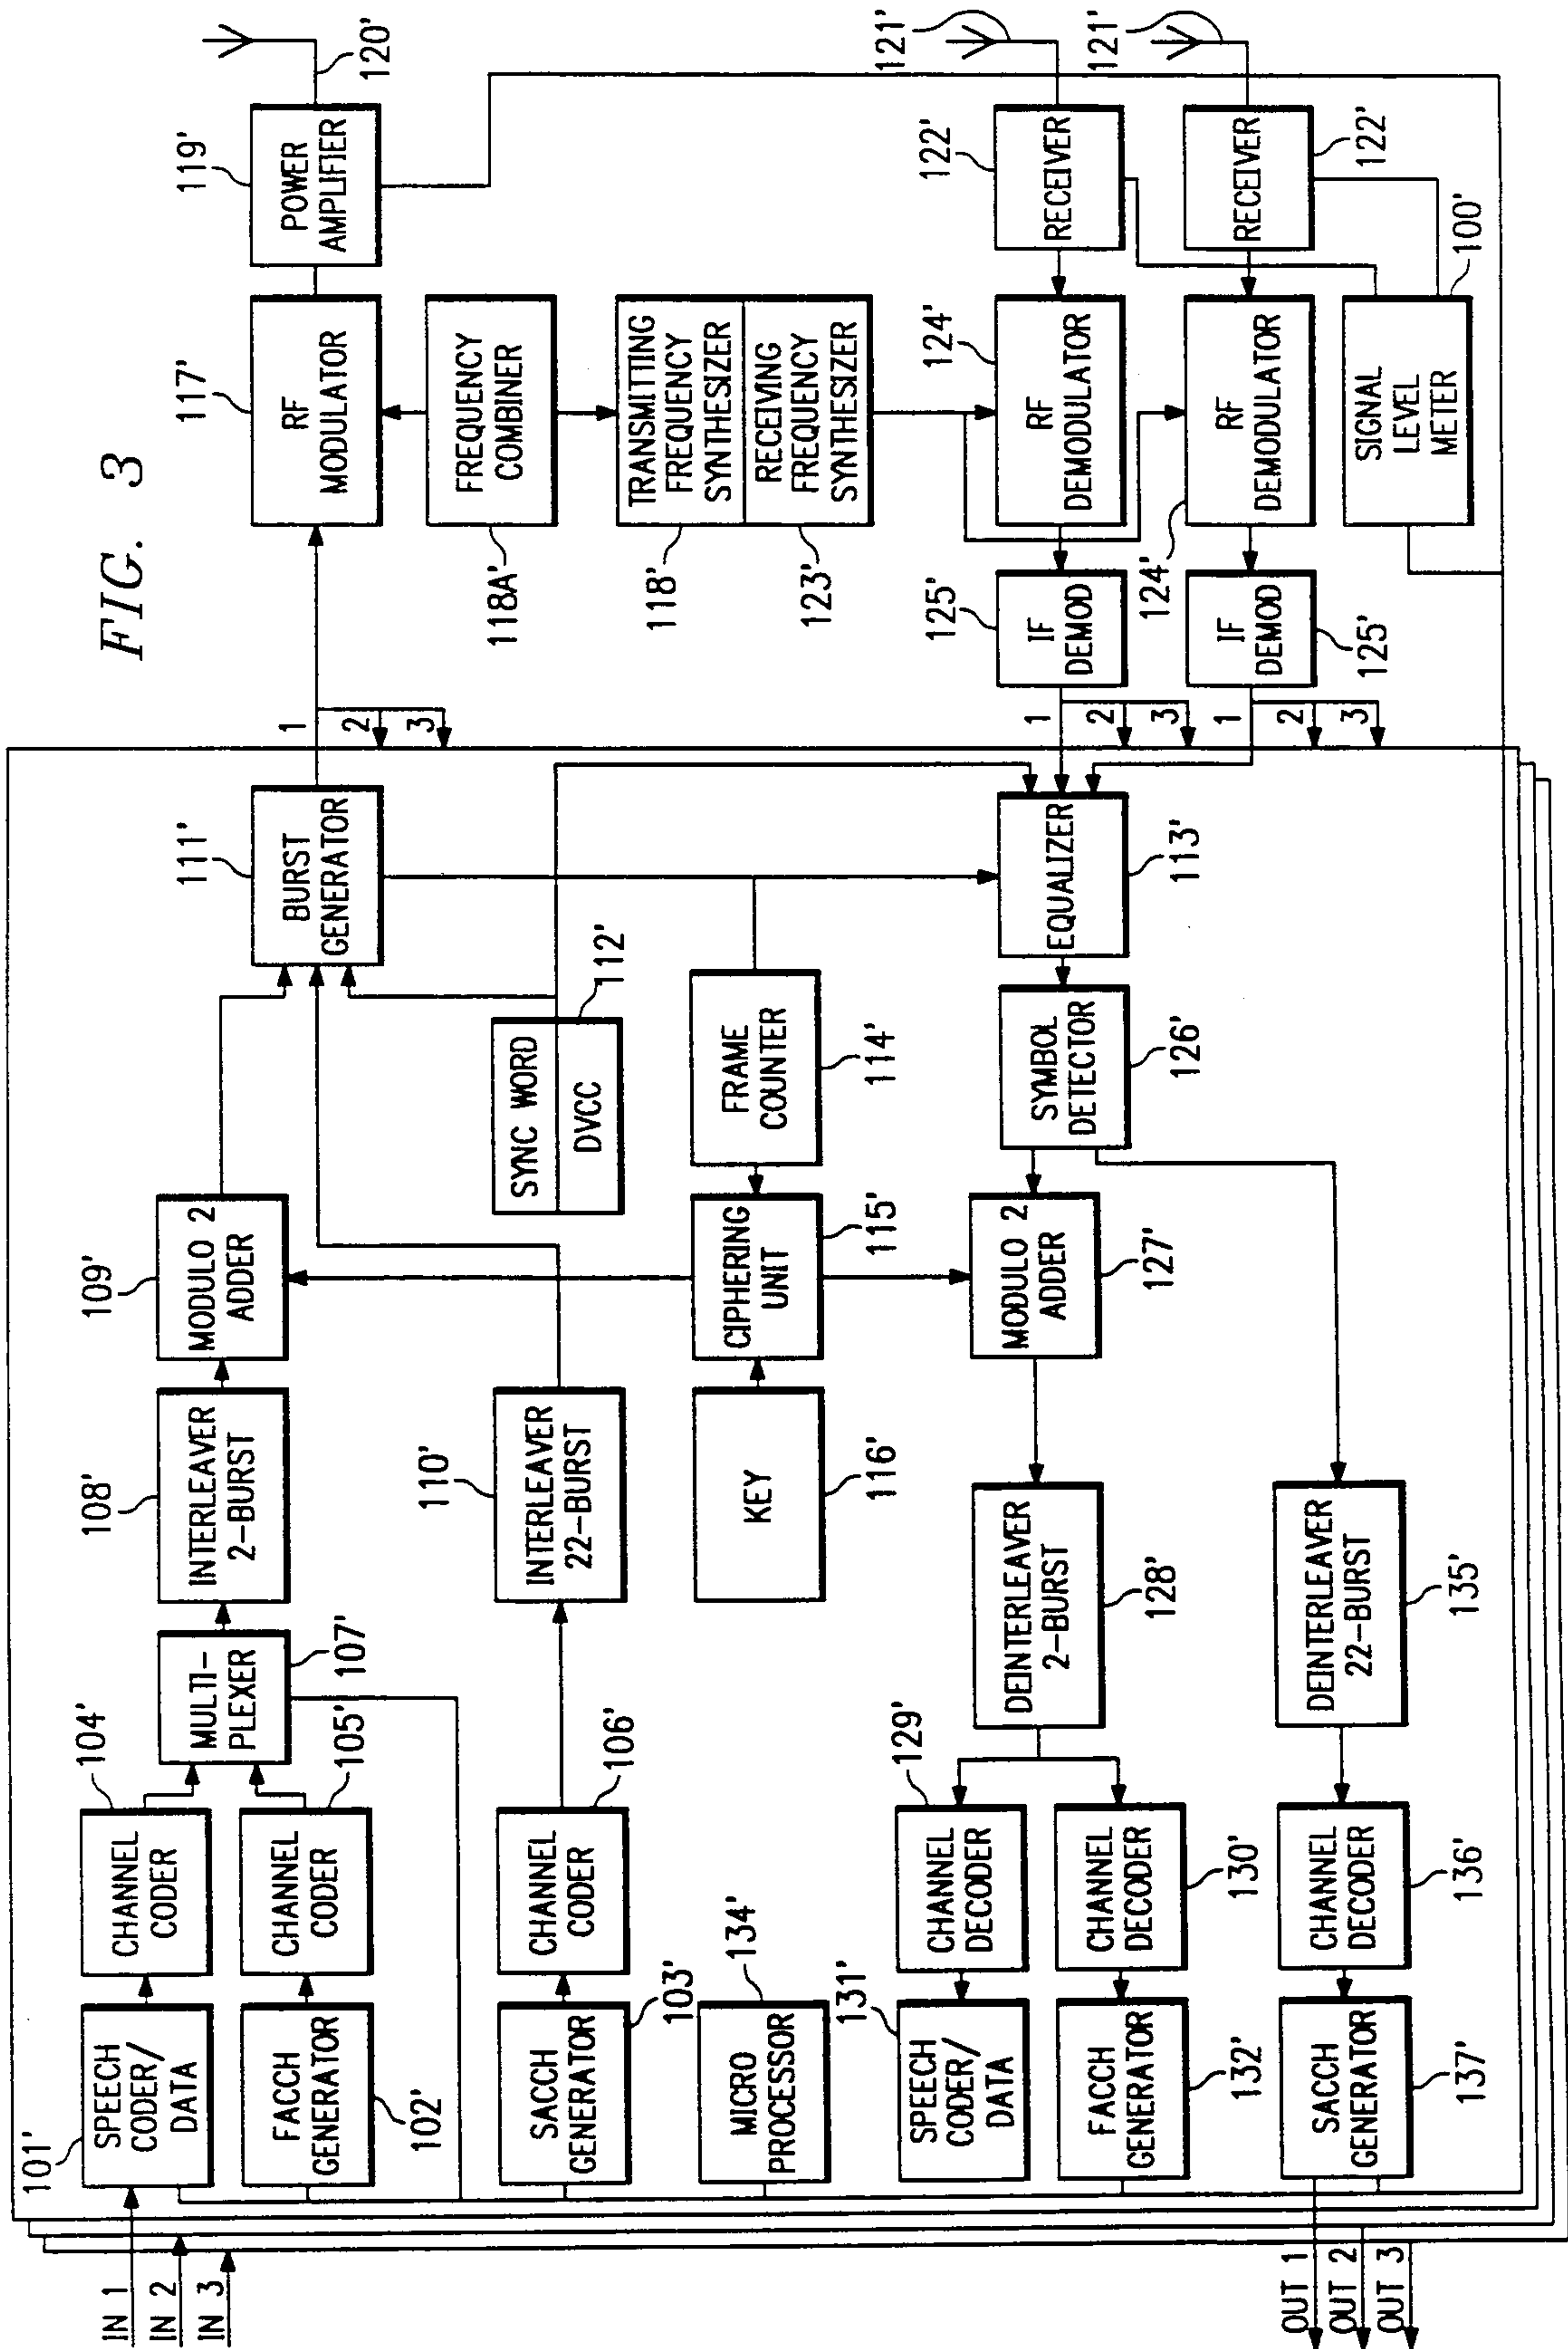 FIG. 3
IN 1
IN 2
IN 3
101'
SPEECH
CODER/
DATA
104'
CHANNEL
CODER
FACCH
GENERATOR
102'
CHANNEL
CODER
105'
MULTI-
PLEXER
107'
108'
INTERLEAVER
2-BURST
109'
MODULO 2
ADDER
111'
BURST
GENERATOR
1
2
3
117'
RF
MODULATOR
119'
POWER
AMPLIFIER
120'
SACCH
GENERATOR
103'
CHANNEL
CODER
106'
110'
INTERLEAVER
22-BURST
SYNC WORD
DVCC
112'
FREQUENCY
COMBINER
118A'
TRANSMITTING
FREQUENCY
SYNTHESIZER
118'
RECEIVING
FREQUENCY
SYNTHESIZER
123'
MICRO
PROCESSOR
134'
KEY
116'
CIPHERING
UNIT
115'
FRAME
COUNTER
114'
131'
SPEECH
CODER/
DATA
129'
CHANNEL
DECODER
FACCH
GENERATOR
132'
CHANNEL
DECODER
130'
DEINTERLEAVER
2-BURST
128'
MODULO 2
ADDER
127'
SYMBOL
DETECTOR
126'
EQUALIZER
113'
1
2
3
125'
IF
DEMOD
124'
RF
DEMODULATOR
122'
RECEIVER
121'
1
2
3
IF
DEMOD
125'
124'
RF
DEMODULATOR
RECEIVER
122'
121'
SIGNAL
LEVEL
METER
100'
SACCH
GENERATOR
137'
CHANNEL
DECODER
136'
DEINTERLEAVER
22-BURST
135'
OUT 1
OUT 2
OUT 3